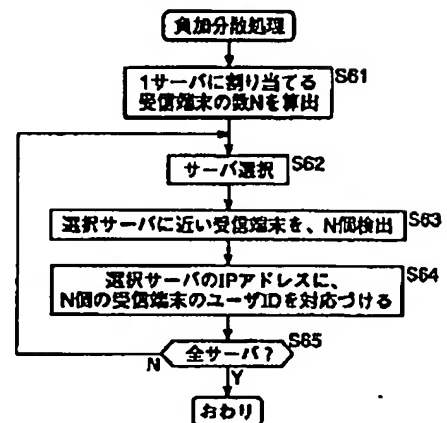 負加分散処理
S61
1サーバに割り当てる
受信端末の数Nを算出
サーバ選択
S62
選択サーバに近い受信端末を、N個検出
S63
S64
選択サーバのIPアドレスに、
N個の受信端末のユーザIDを対応づける
全サーバ?
S65
N
Y
おわり